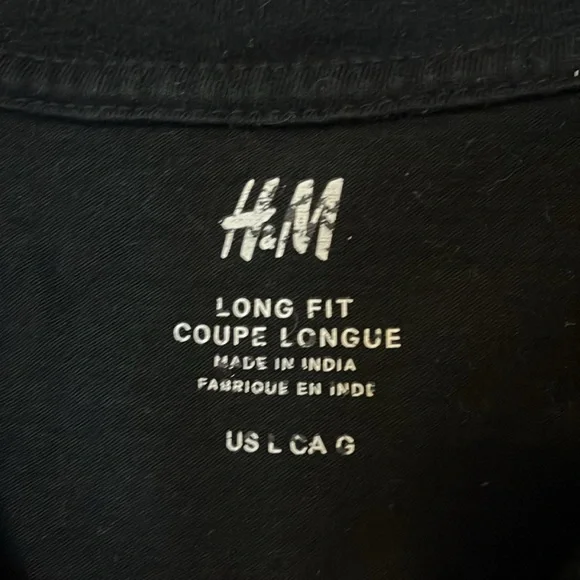 H&M
LONG FIT
COUPE LONGUE
MADE IN INDIA
FABRIQUE EN INDE
US L CA G